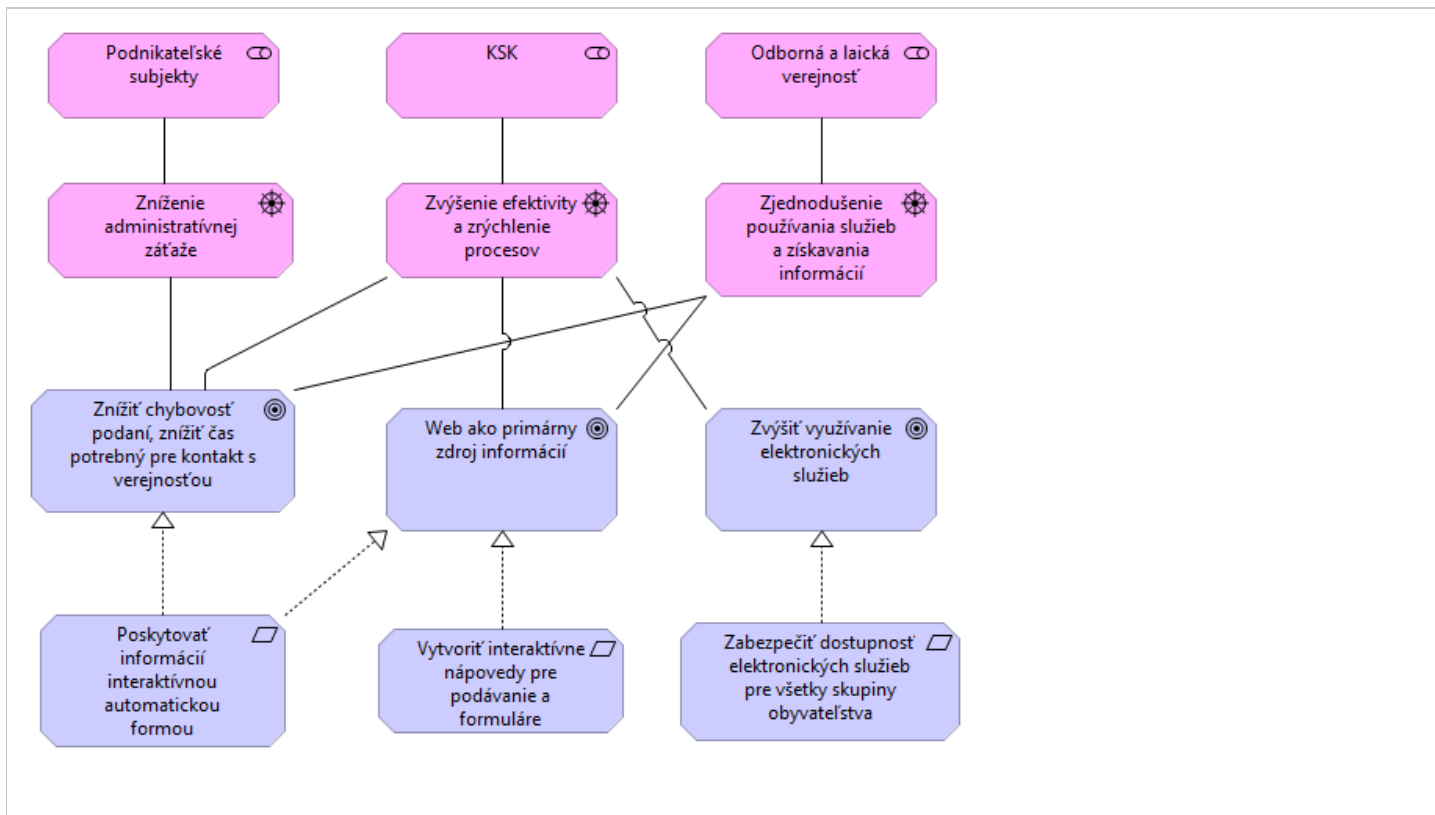 Podnikateľské
subjekty
KSK
Odborná a laická
verejnosť
Zníženie
administratívnej
záťaže
Zvýšenie efektivity
a zrýchlenie
procesov
Zjednodušenie
používania služieb
a získavania
informácií
Znížiť chybovosť
podaní, znížiť čas
potrebný pre kontakt s
verejnosťou
Web ako primárny
zdroj informácií
Zvýšiť využívanie
elektronických
služieb
Poskytovať
informácií
interaktívnou
automatickou
formou
Vytvoriť interaktívne
nápovedy pre
podávanie a
formuláre
Zabezpečiť dostupnosť
elektronických služieb
pre všetky skupiny
obyvateľstva